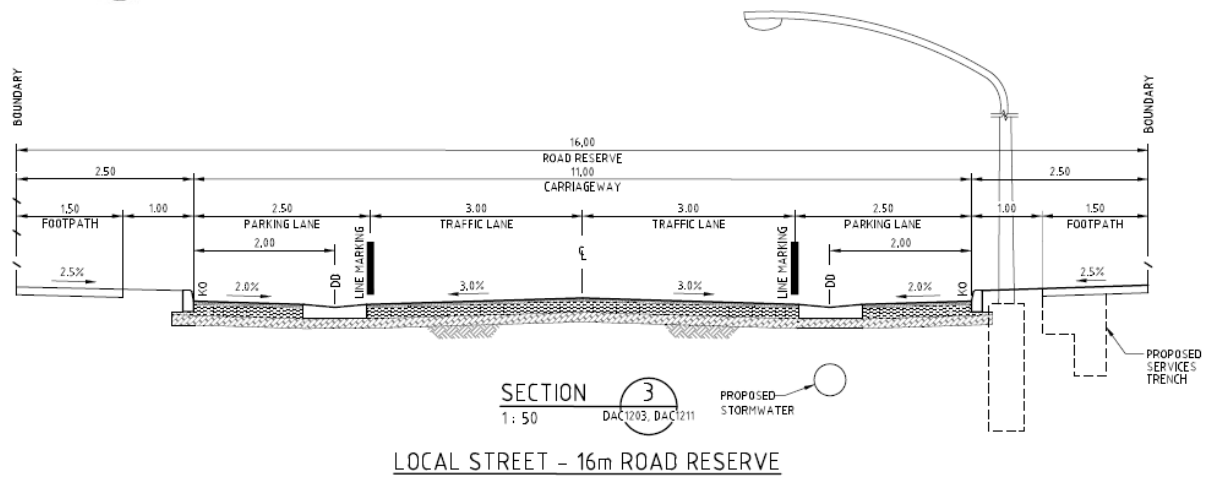 BOUNDARY
BOUNDARY
16.00
ROAD RESERVE
2.50
11.00
2.50
CARRIAGEWAY
1.50
1.00
2.50
3.00
3.00
2.50
1.00
1.50
FOOTPATH
PARKING LANE
TRAFFIC LANE
TRAFFIC LANE
PARKING LANE
FOOTPATH
2.00
2.00
LINE MARKING
LINE MARKING
DD
DD
KO
KO
2.5%
2.0%
3.0%
3.0%
2.0%
2.5%
PROPOSED
SERVICES
TRENCH
SECTION
3
1:50
DAC1203, DAC1211
PROPOSED
STORMWATER
LOCAL STREET - 16m ROAD RESERVE